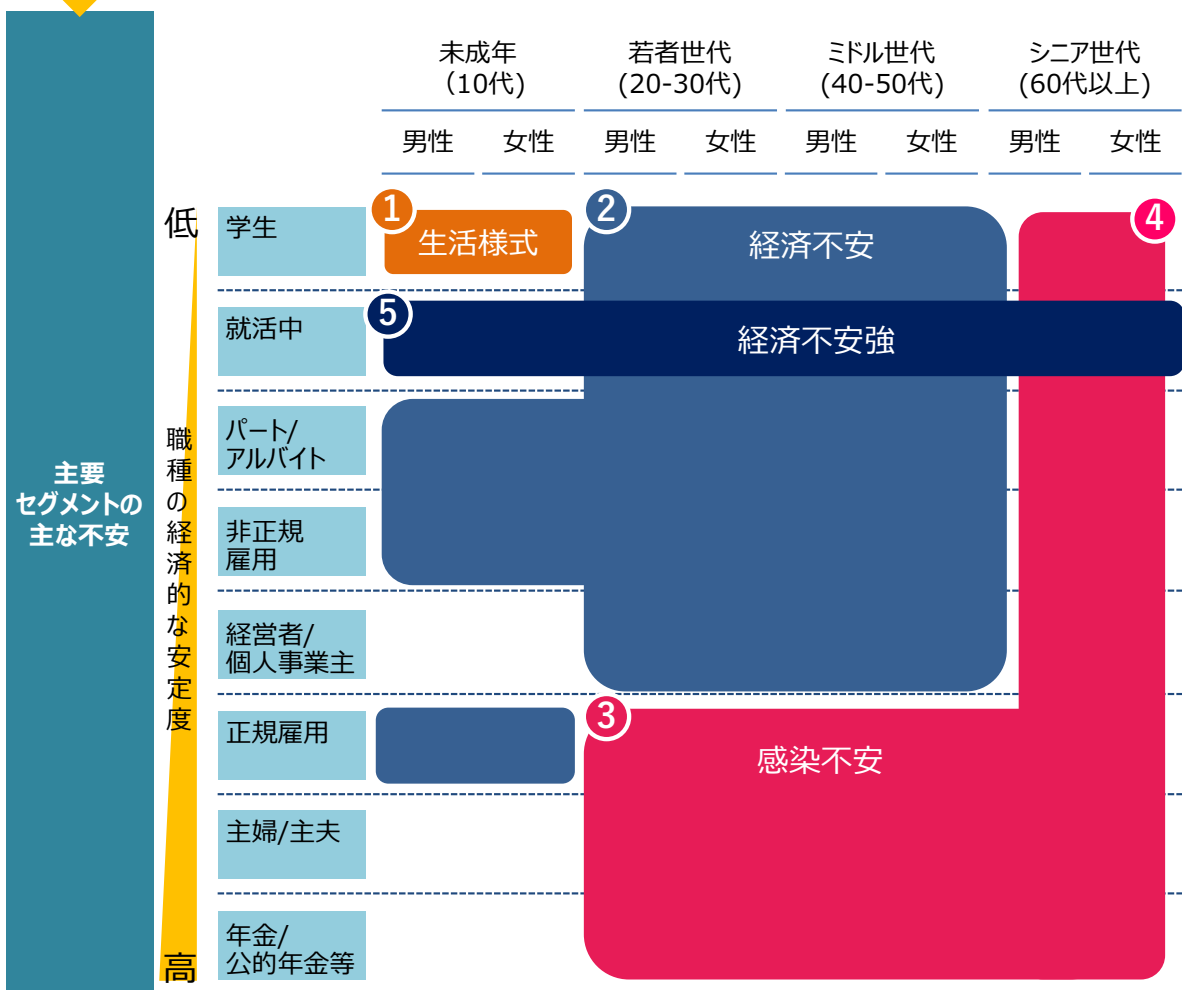 未成年
(10代)
若者世代
(20-30代)
ミドル世代
(40-50代)
シニア世代
(60代以上)
男性
女性
男性
女性
男性
女性
男性
女性
主要
セグメントの
主な不安
低
職種の経済的な安定度
高
学生
1
生活様式
2
経済不安
4
就活中
5
経済不安強
パート/
アルバイト
非正規
雇用
経営者/
個人事業主
正規雇用
3
感染不安
主婦/主夫
年金/
公的年金等